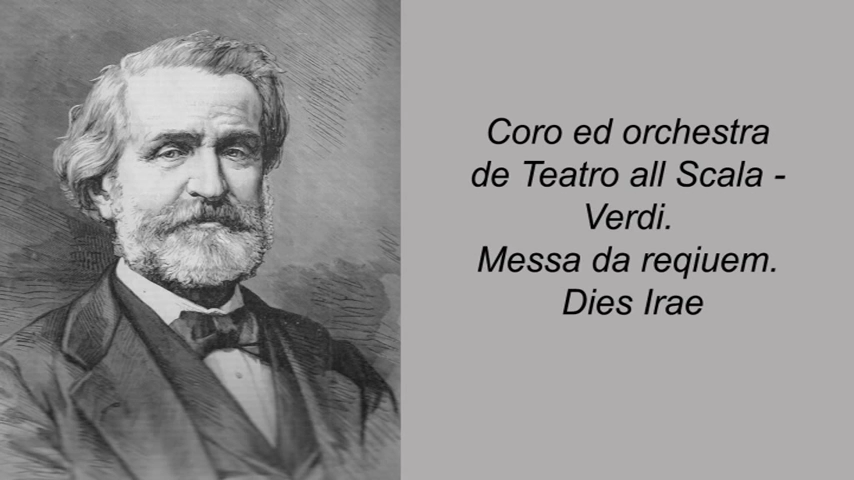 Coro ed orchestra
de Teatro all Scala -
Verdi.
Messa da reqiuem.
Dies Irae